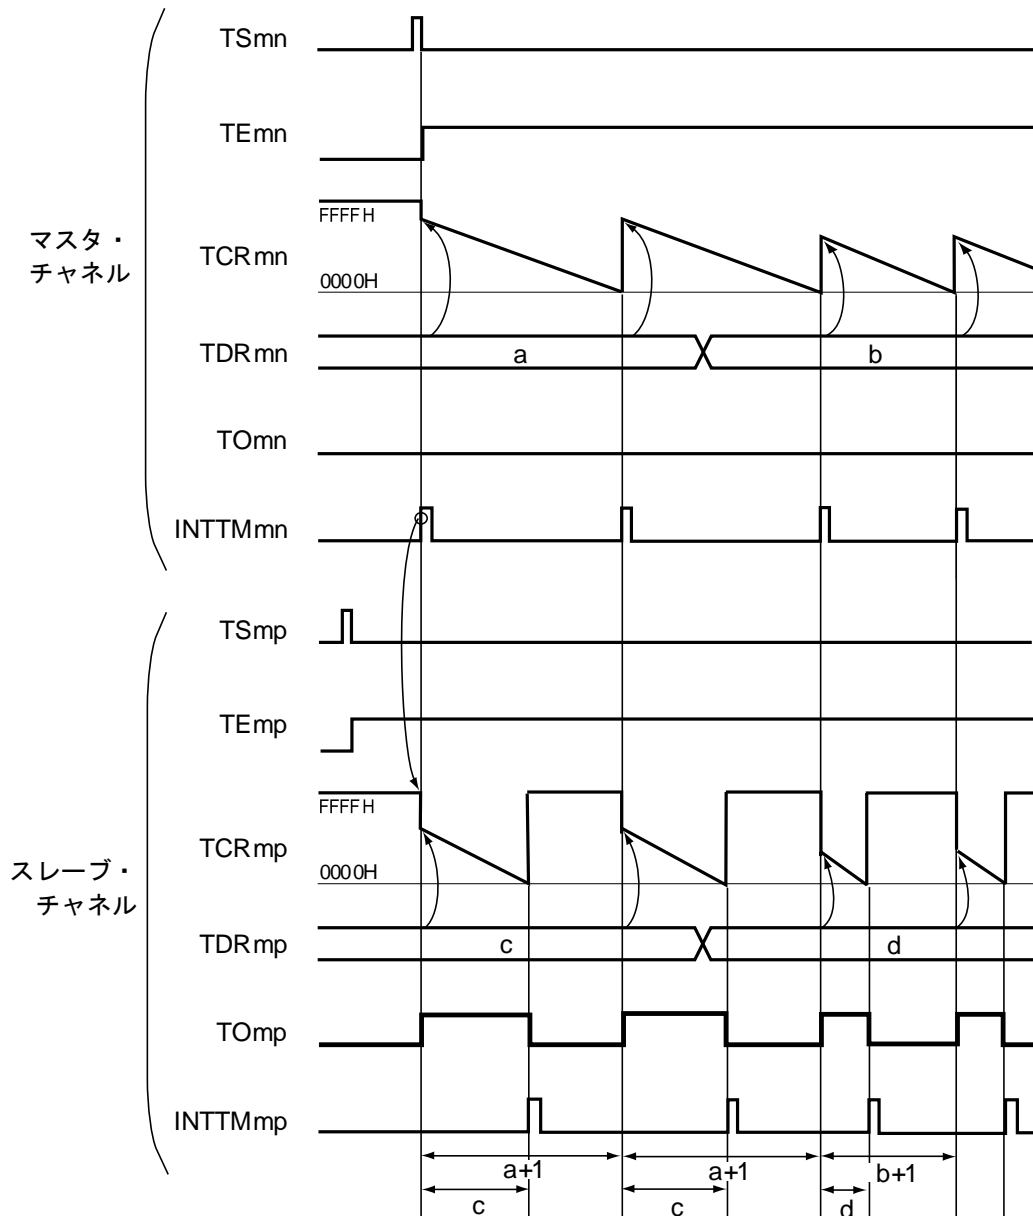 TSmn
TEmn
FFFFH
マスタ・
チャネル
TCRmn
0000H
TDRmn
a
b
TOmn
INTTMmn
TSmp
TEmp
FFFFH
TCRmp
0000H
スレーブ・
チャネル
TDRmp
c
d
TOmp
INTTMmp
a+1
a+1
b+1
c
c
d